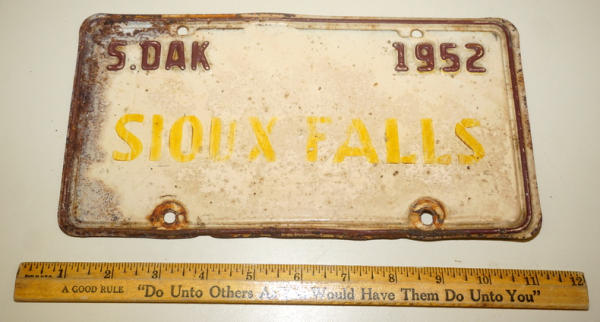 S.DAK 1952
SIOUX FALLS
1 2 3 4 5 6 7 8 9 10 11 12
A GOOD RULE "Do Unto Others Would Have Them Do Unto You"